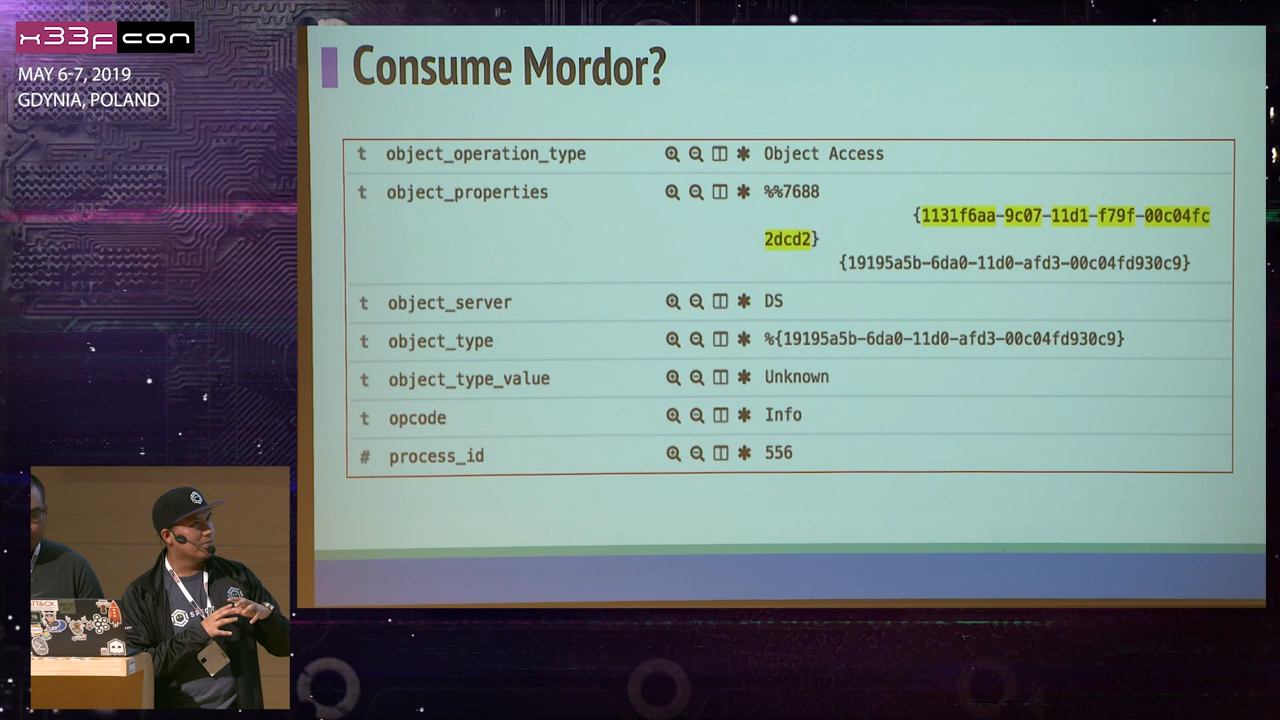 x33f con
MAY 6-7, 2019
GDYNIA, POLAND
Consume Mordor?
t object_operation_type Object Access
t object_properties %%7688
{1131f6aa-9c07-11d1-f79f-00c04fc
2dcd2}
{19195a5b-6da0-11d0-afd3-00c04fd930c9}
t object_server DS
t object_type %{19195a5b-6da0-11d0-afd3-00c04fd930c9}
t object_type_value Unknown
t opcode Info
# process_id 556